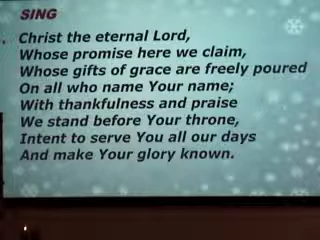 SING
Christ the eternal Lord,
Whose promise here we claim,
Whose gifts of grace are freely poured
On all who name Your name;
With thankfulness and praise
We stand before Your throne,
Intent to serve You all our days
And make Your glory known.